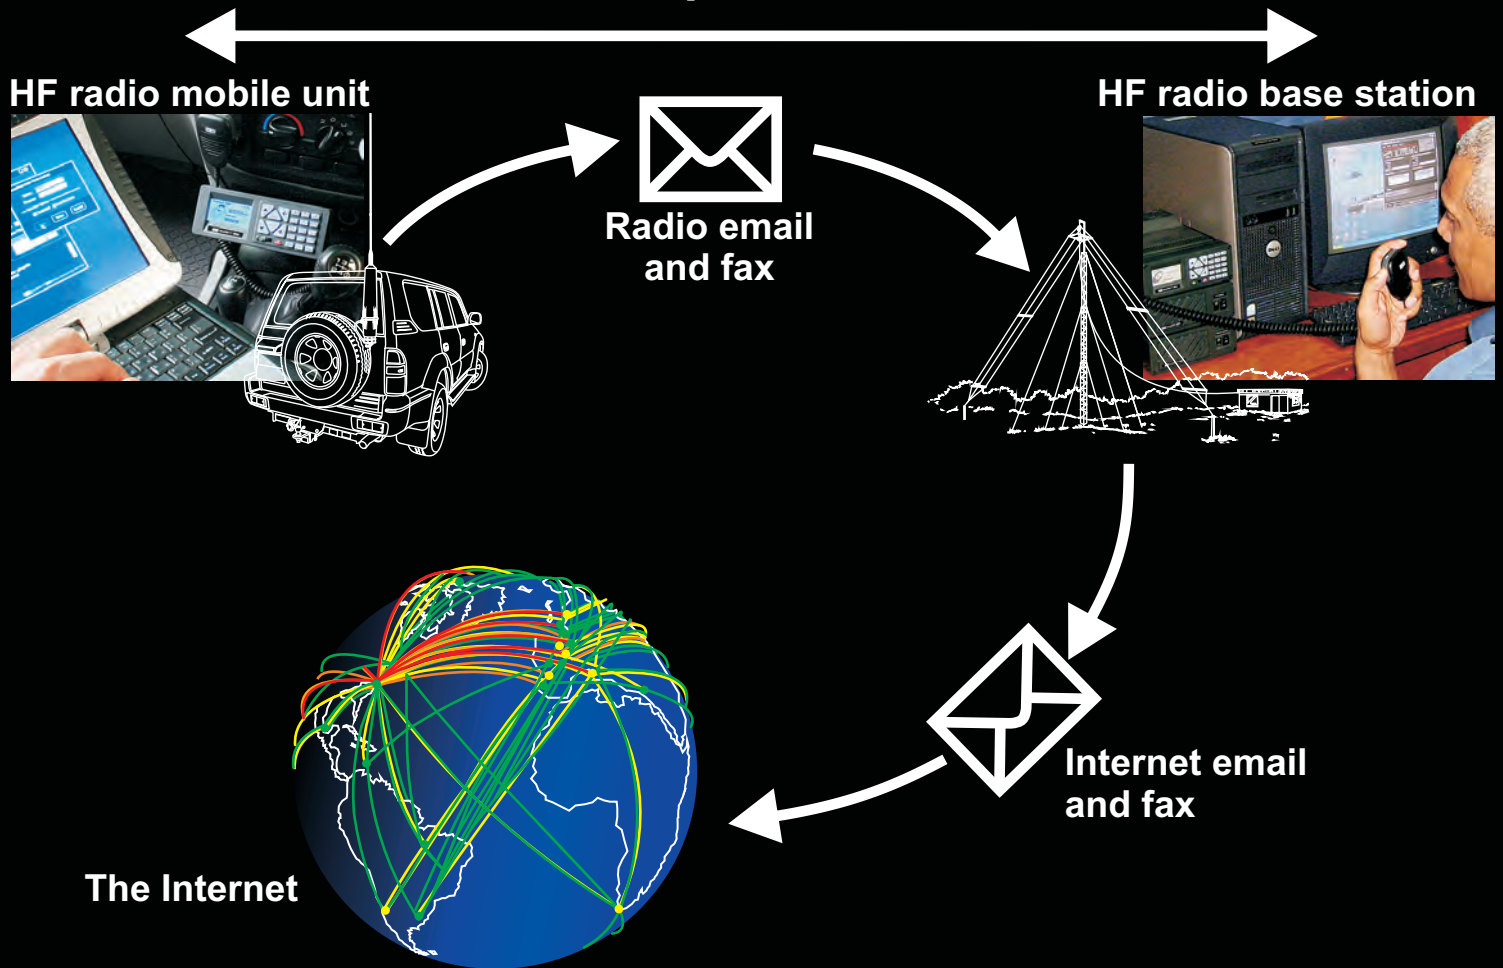 HF radio mobile unit
HF radio base station
Radio email
and fax
Internet email
and fax
The Internet